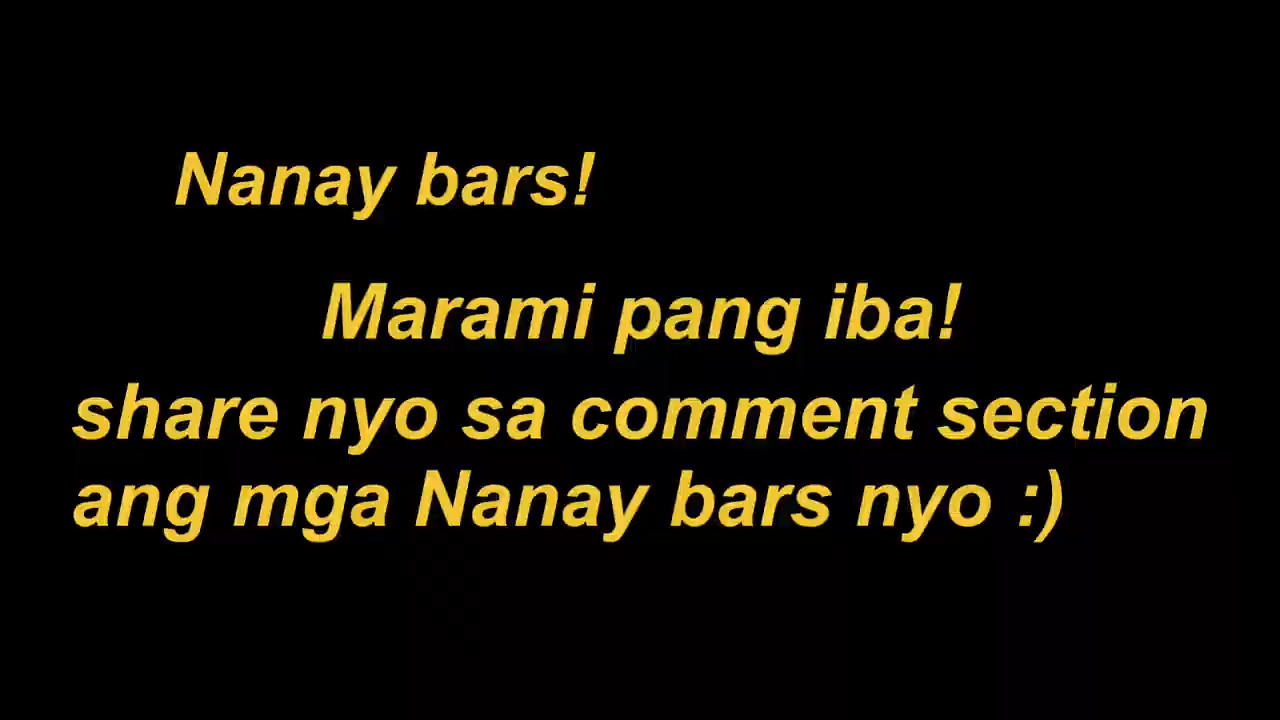 Nanay bars!
Marami pang iba!
share nyo sa comment section
ang mga Nanay bars nyo :)